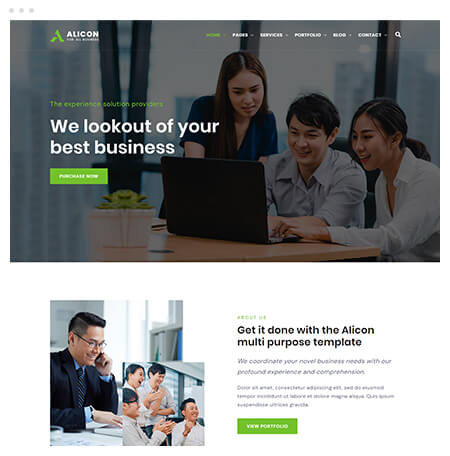 ALICON
FOR ALL BUSINESS
HOME PAGES SERVICES PORTFOLIO BLOG CONTACT
The experience solution providers
We lookout of your
best business
PURCHASE NOW
ABOUT US
Get it done with the Alicon
multi purpose template
We coordinate your novel business needs with our
profound experience and comprehension.
Dolor sit amet, consectetur adipiscing elit, sed do eiusmod
tempor incididunt ut labore et dolore magna aliqua. Quis ipsum
suspendisse ultrices gravida.
VIEW PORTFOLIO